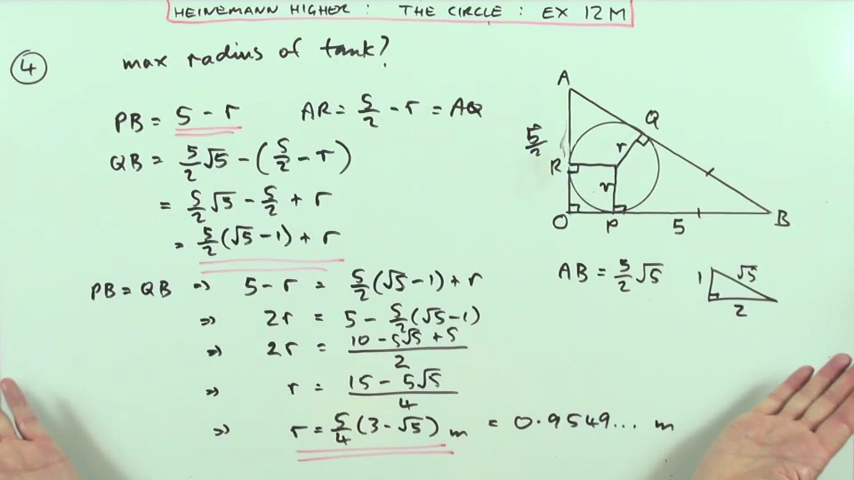 HEINEMANN HIGHER : THE CIRCLE : EX 12M
4
max radius of tank?
PB = 5 - r AR = 5/2 - r = AQ
QB = 5/2 √5 - (5/2 - r)
= 5/2 √5 - 5/2 + r
= 5/2 (√5 - 1) + r
PB = QB ⇒ 5 - r = 5/2 (√5 - 1) + r
⇒ 2r = 5 - 5/2 (√5 - 1)
⇒ 2r = (10 - 5√5 + 5)/2
⇒ r = (15 - 5√5)/4
⇒ r = 5/4 (3 - √5) m = 0.9549... m
A
Q
5/2
r
R
r
O P 5 B
AB = 5/2 √5
1 √5
2